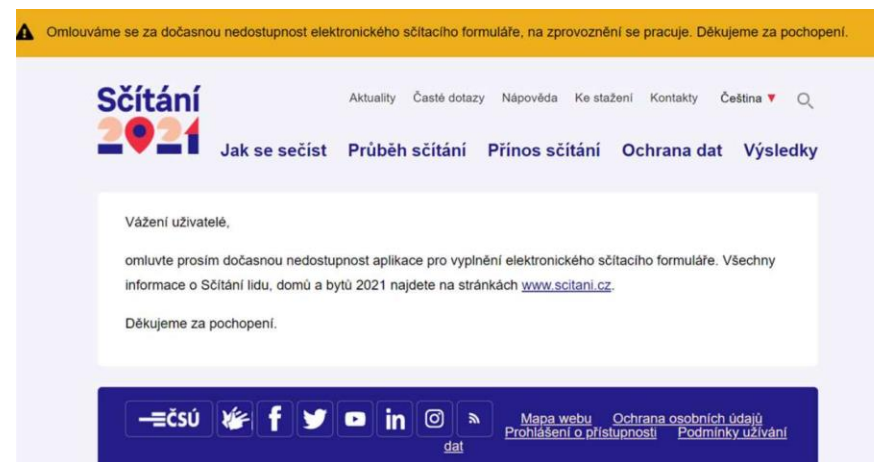 Omlouváme se za dočasnou nedostupnost elektronického sčítacího formuláře, na zprovoznění se pracuje. Děkujeme za pochopení.
Sčítání
2021
Aktuality Časté dotazy Nápověda Ke stažení Kontakty Čeština
Jak se sečíst Průběh sčítání Přínos sčítání Ochrana dat Výsledky
Vážení uživatelé,
omluvte prosím dočasnou nedostupnost aplikace pro vyplnění elektronického sčítacího formuláře. Všechny
informace o Sčítání lidu, domů a bytů 2021 najdete na stránkách www.scitani.cz.
Děkujeme za pochopení.
ČSÚ
Mapa webu Ochrana osobních údajů
Prohlášení o přístupnosti Podmínky užívání
dat